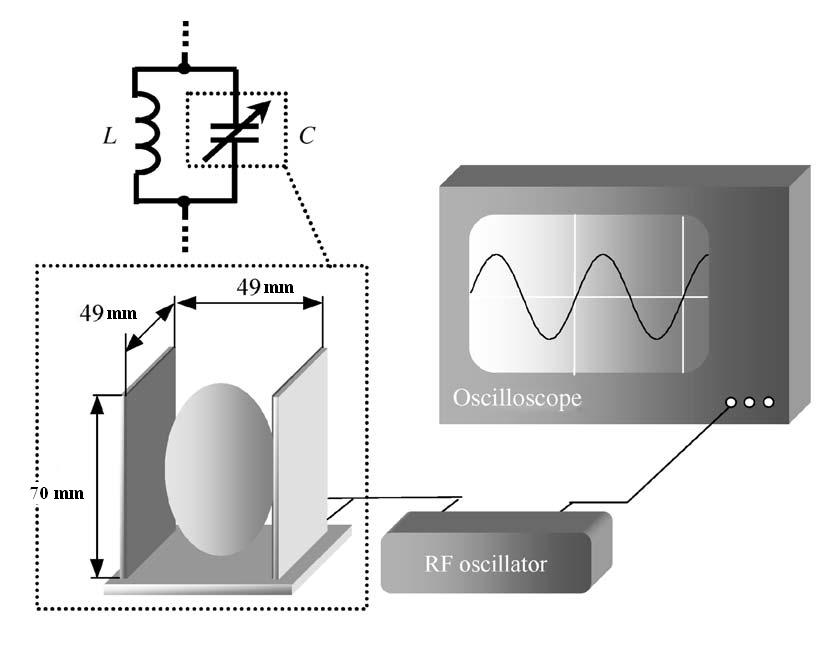 L
C
49 mm
49 mm
70 mm
Oscilloscope
RF oscillator